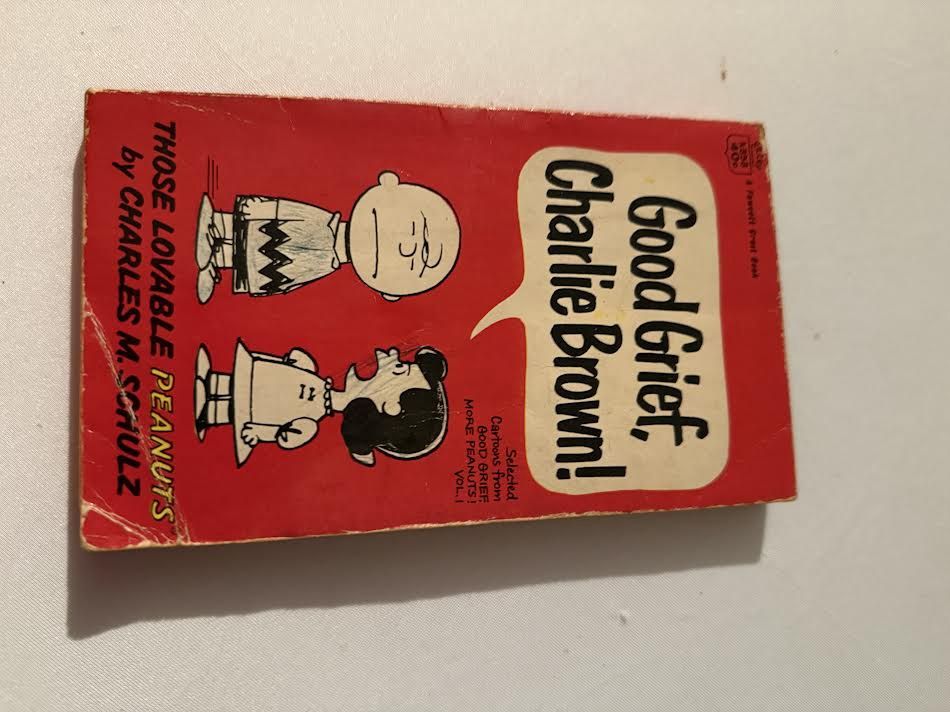 a Fawcett Crest Book
40¢
Good Grief,
Charlie Brown!
Selected
Cartoons from
GOOD GRIEF,
MORE PEANUTS!
VOL. I
THOSE LOVABLE PEANUTS
by CHARLES M. SCHULZ